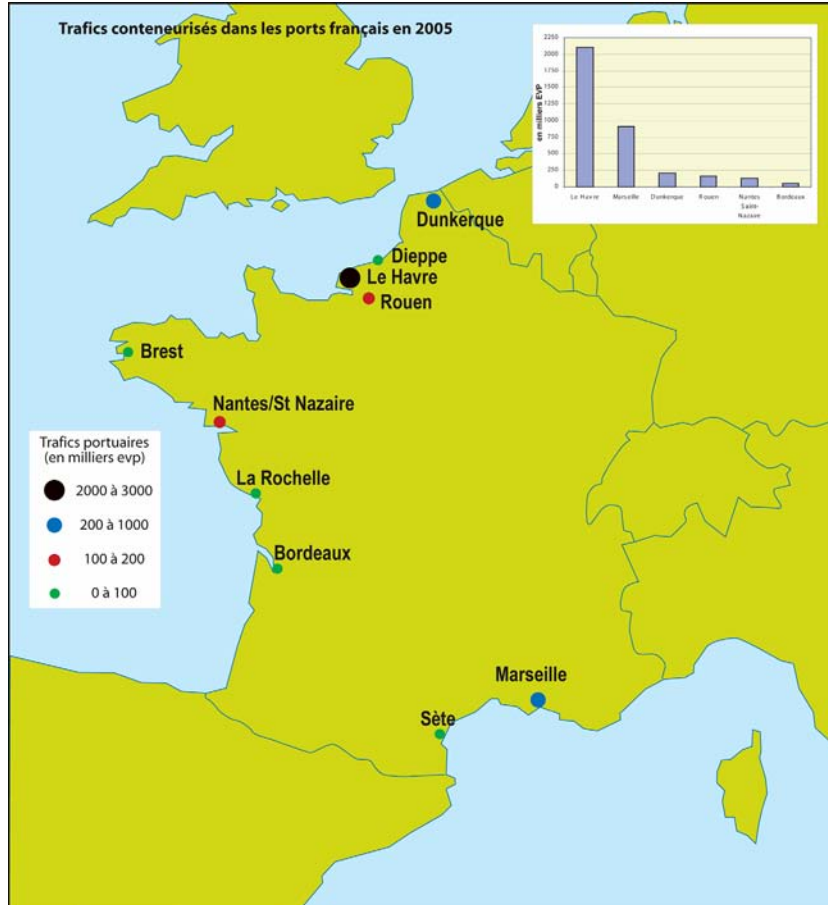 Trafics conteneurisés dans les ports français en 2005
en milliers EVP
2250
2000
1750
1500
1250
1000
750
500
250
0
Le Havre Marseille Dunkerque Rouen Nantes Bordeaux
Saint-
Nazaire
Dunkerque
Dieppe
Le Havre
Rouen
Brest
Nantes/St Nazaire
La Rochelle
Bordeaux
Marseille
Sète
Trafics portuaires
(en milliers evp)
2000 à 3000
200 à 1000
100 à 200
0 à 100